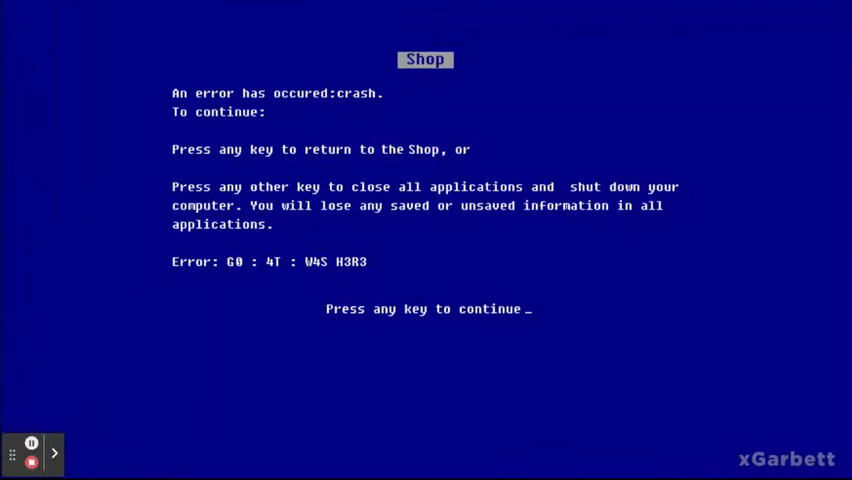 Shop
An error has occured:crash.
To continue:
Press any key to return to the Shop, or
Press any other key to close all applications and  shut down your
computer. You will lose any saved or unsaved information in all
applications.
Error: G0 : 4T : W4S H3R3
Press any key to continue _
xGarbett